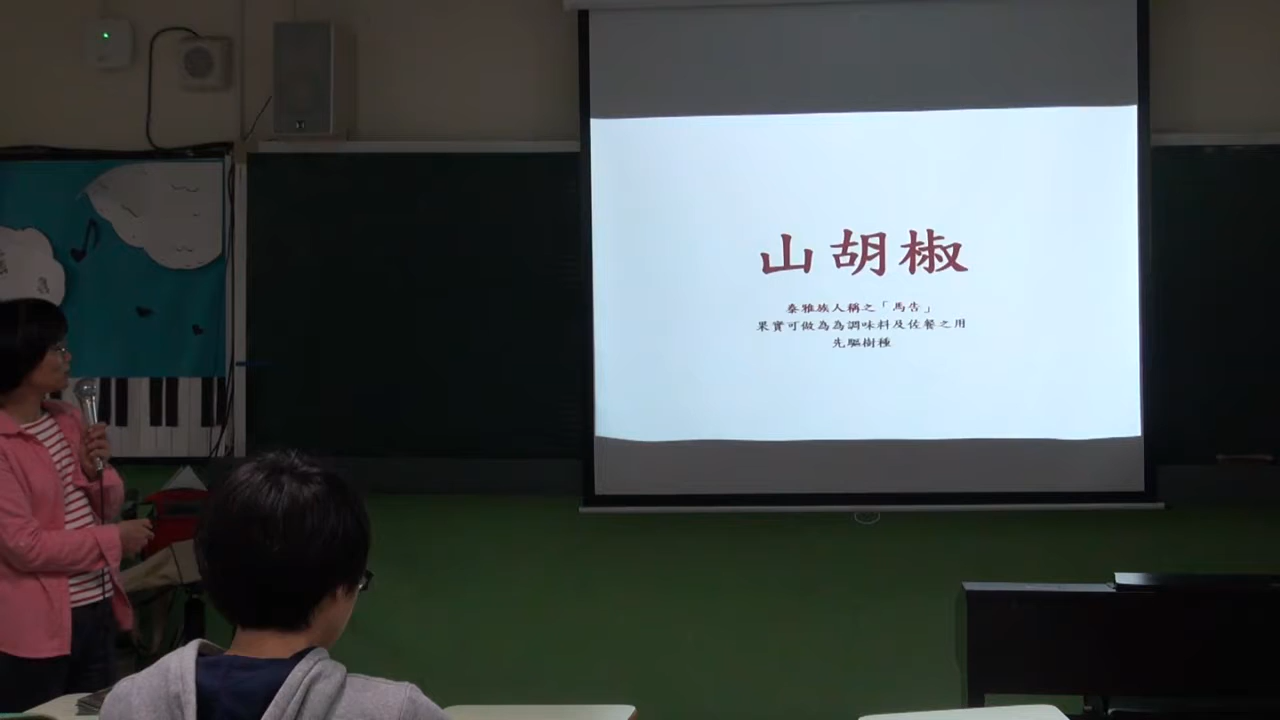 山胡椒
泰雅族人稱之「馬告」
果實可做為為調味料及佐餐之用
先驅樹種